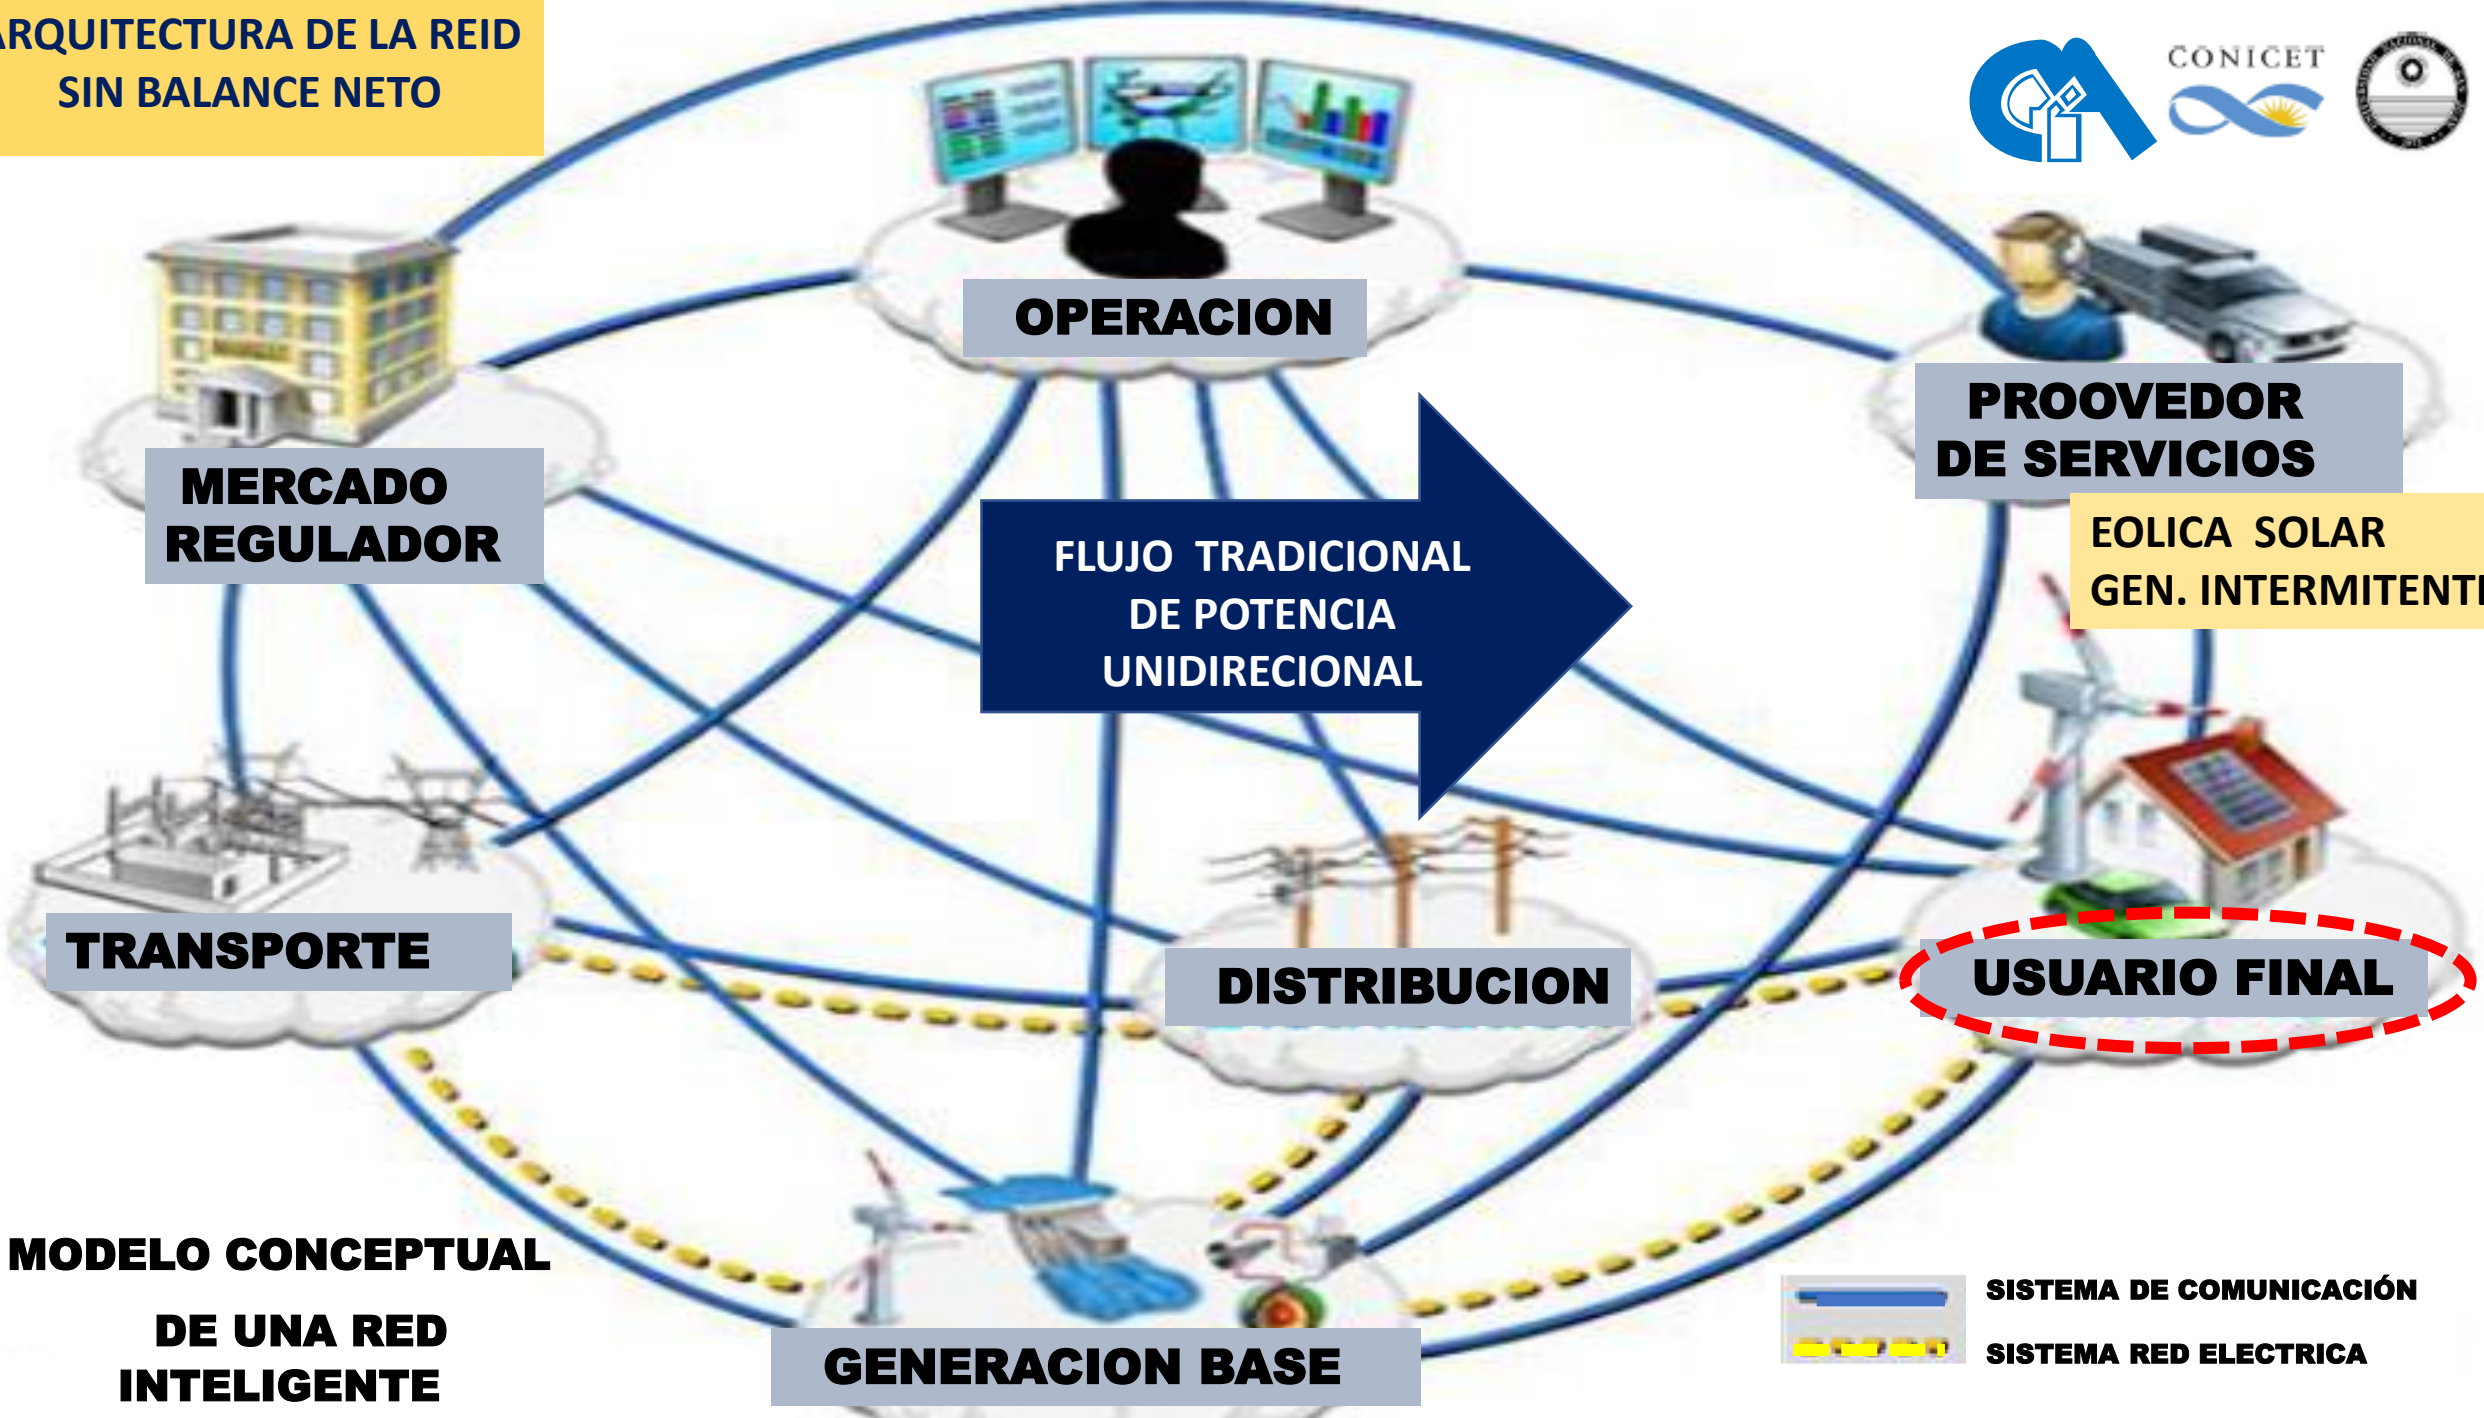 ARQUITECTURA DE LA REID
SIN BALANCE NETO
CONICET
OPERACION
PROOVEDOR
DE SERVICIOS
MERCADO
REGULADOR
EOLICA SOLAR
GEN. INTERMITENTE
FLUJO TRADICIONAL
DE POTENCIA
UNIDIRECIONAL
TRANSPORTE
DISTRIBUCION
USUARIO FINAL
MODELO CONCEPTUAL
DE UNA RED
INTELIGENTE
GENERACION BASE
SISTEMA DE COMUNICACIÓN
SISTEMA RED ELECTRICA